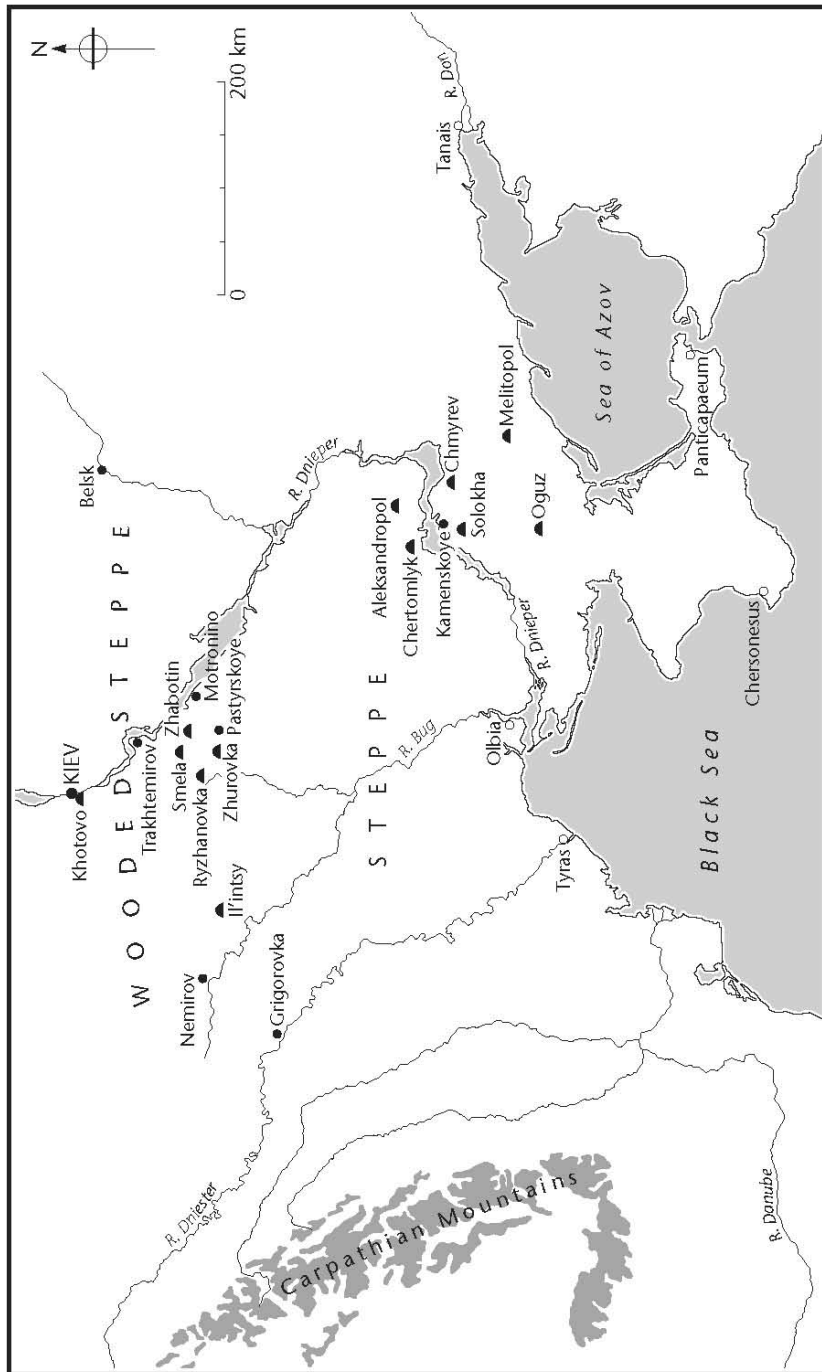 N
0 200 km
WOODED STEPPE
STEPPE
Khotovo
KIEV
Trakhtemirov
Smela
Zhabotin
Ryzhanovka
Motronino
Zhurovka
Pastyrskoye
Il'intsy
Nemirov
Grigorovka
Belsk
R. Dnieper
Aleksandropol
Chertomlyk
Kamenskoye
Chmyrev
Solokha
Melitopol
Oguz
R. Dnieper
R. Bug
Olbia
Tyras
R. Dniester
Carpathian Mountains
R. Danube
Black Sea
Chersonesus
Panticapaeum
Sea of Azov
Tanais
R. Don